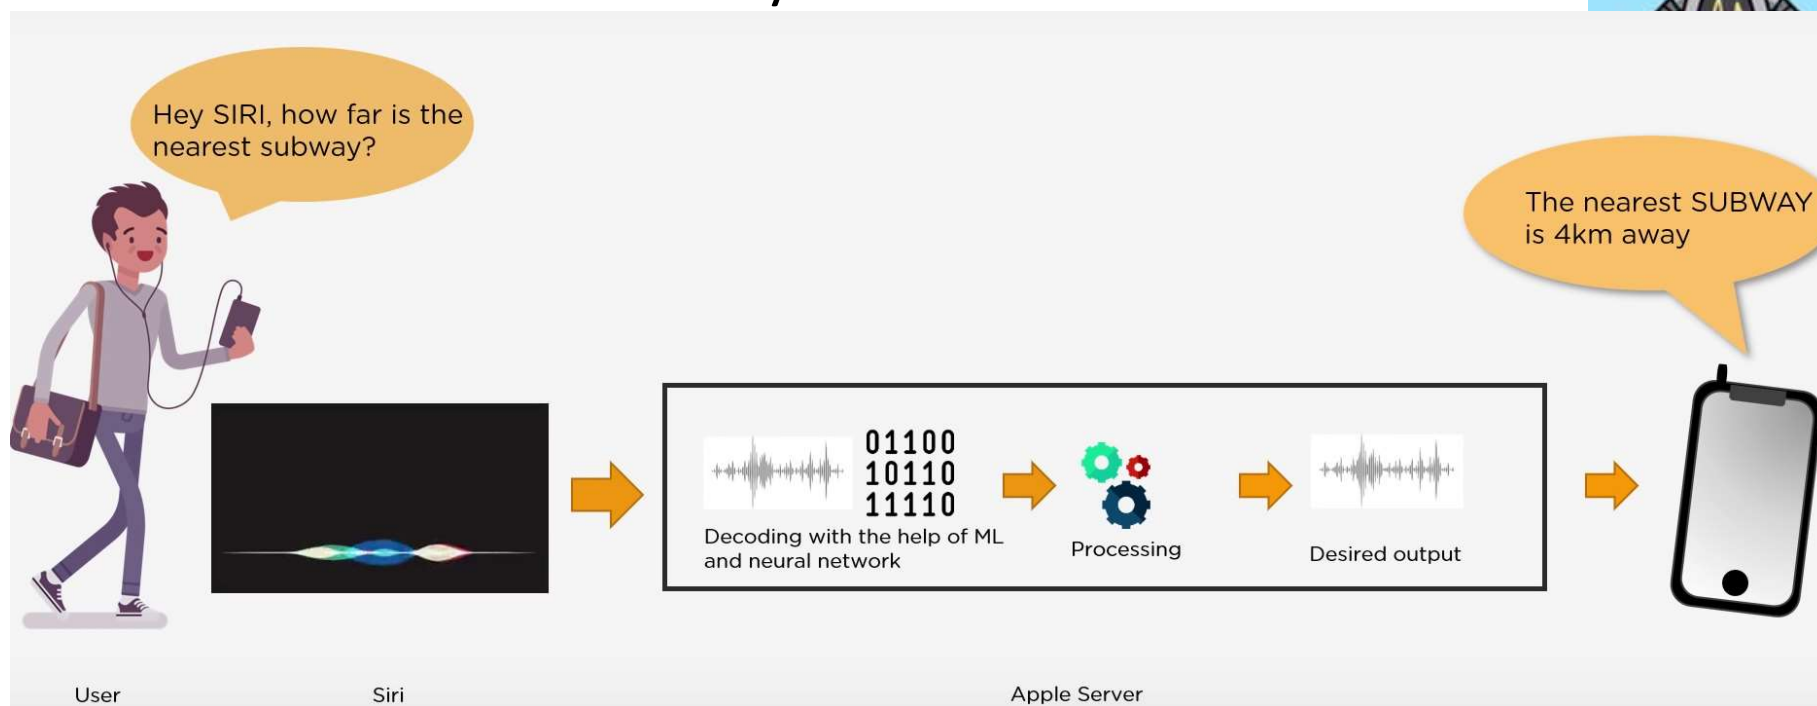 Hey SIRI, how far is the
nearest subway?
The nearest SUBWAY
is 4km away
01100
10110
11110
Decoding with the help of ML
and neural network
Processing
Desired output
User
Siri
Apple Server